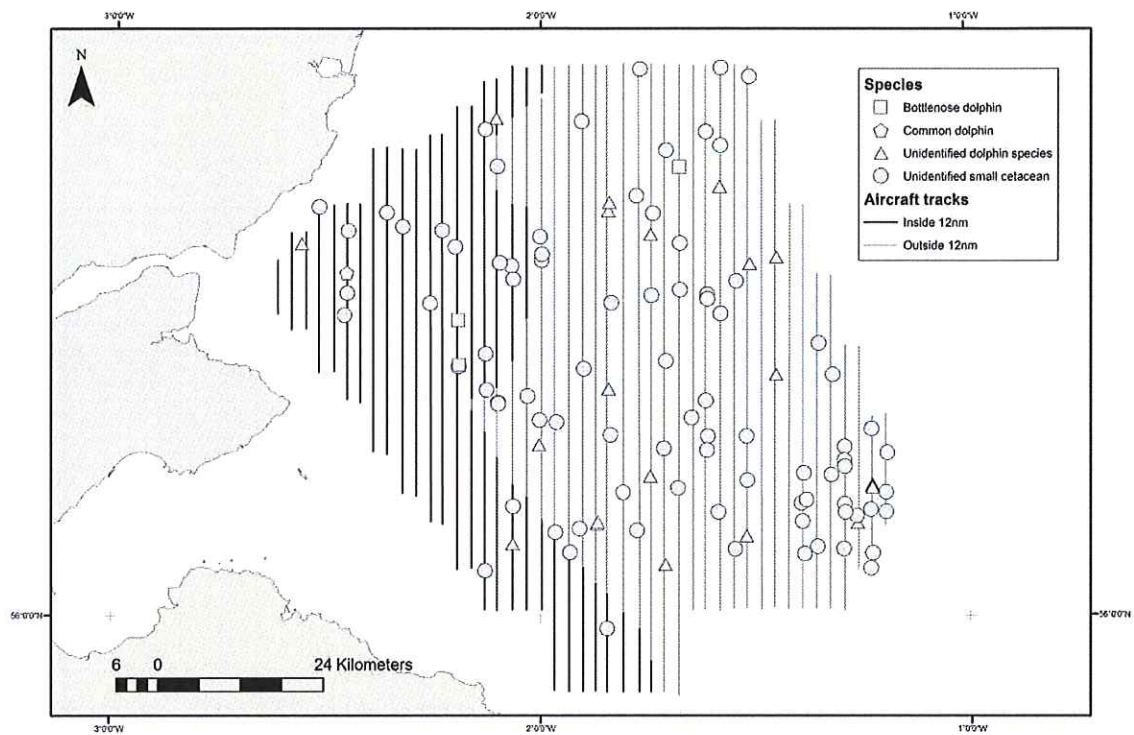 3°0'0"W 2°0'0"W 1°0'0"W
N
Species
Bottlenose dolphin
Common dolphin
Unidentified dolphin species
Unidentified small cetacean
Aircraft tracks
Inside 12nm
Outside 12nm
56°0'0"N 56°0'0"N
6 0 24 Kilometers
3°0'0"W 2°0'0"W 1°0'0"W